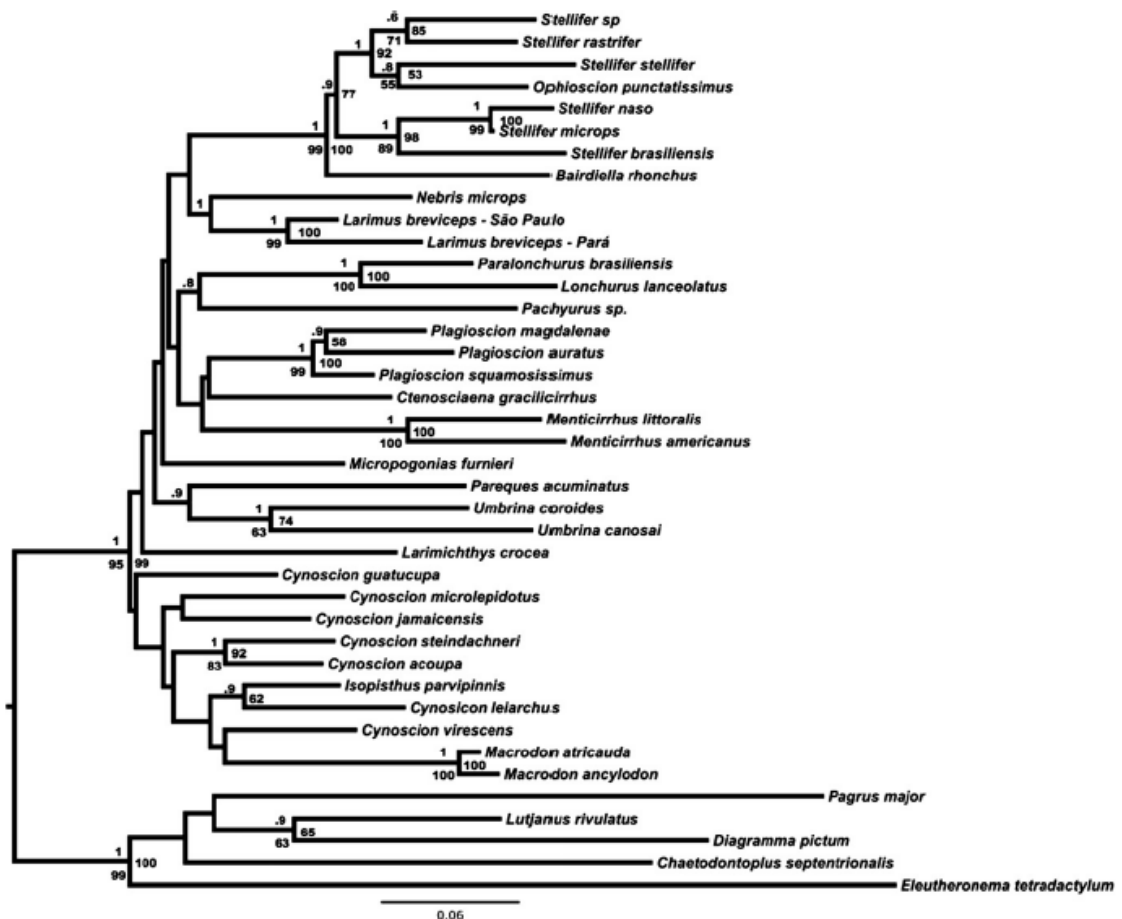 .6
Stellifer sp
85
71
Stellifer rastrifer
1
92
Stellifer stellifer
.8
53
55
Ophioscion punctatissimus
.9
77
1
Stellifer naso
100
99
Stellifer microps
1
98
89
Stellifer brasiliensis
1
99
100
Bairdiella rhonchus
Nebris microps
1
1
Larimus breviceps - São Paulo
100
99
Larimus breviceps - Pará
1
Paralonchurus brasiliensis
100
100
Lonchurus lanceolatus
.8
Pachyurus sp.
.9
Plagioscion magdalenae
58
1
Plagioscion auratus
100
99
Plagioscion squamosissimus
Ctenosciaena gracilicirrhus
1
Menticirrhus littoralis
100
100
Menticirrhus americanus
Micropogonias furnieri
.9
Pareques acuminatus
1
Umbrina coroides
74
63
Umbrina canosai
1
Larimichthys crocea
95
99
Cynoscion guatucupa
Cynoscion microlepidotus
Cynoscion jamaicensis
1
Cynoscion steindachneri
92
83
Cynoscion acoupa
.9
Isopisthus parvipinnis
62
Cynosicon leiarchus
Cynoscion virescens
1
Macrodon atricauda
100
100
Macrodon ancylodon
Pagrus major
.9
Lutjanus rivulatus
65
63
Diagramma pictum
1
100
Chaetodontoplus septentrionalis
99
Eleutheronema tetradactylum
0.06